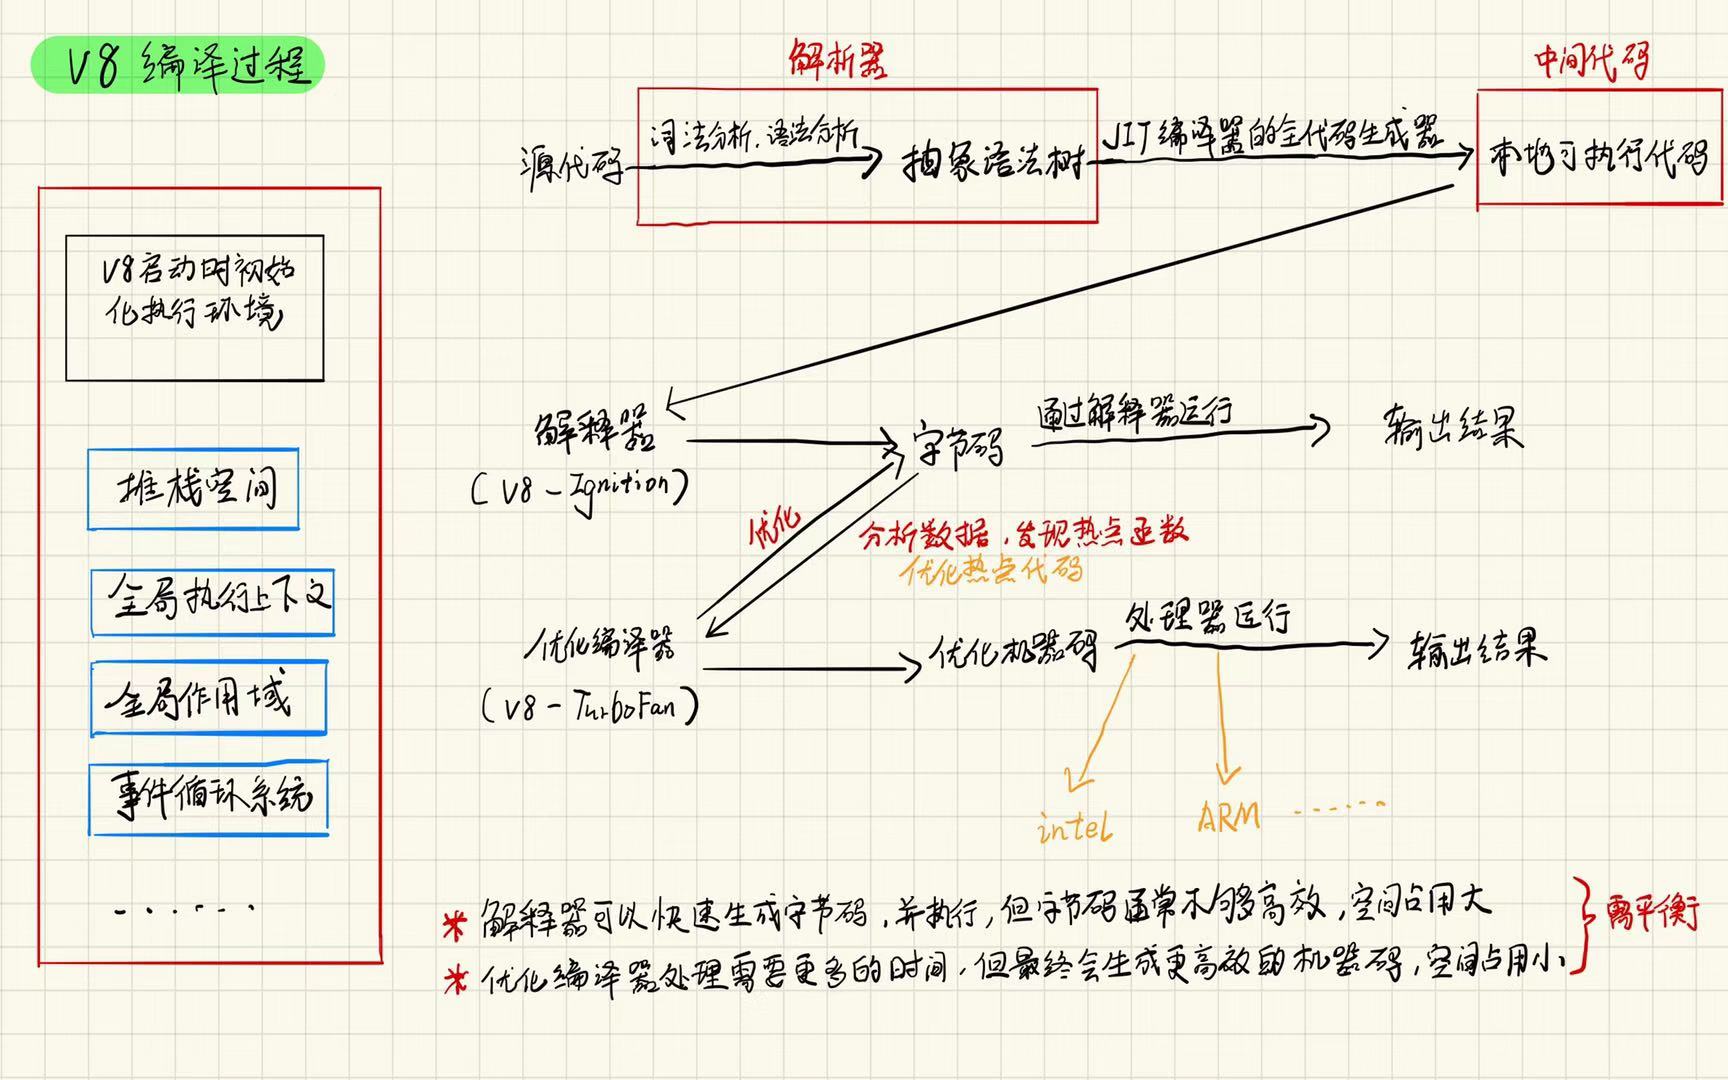 V8 编译过程
解析器
中间代码
词法分析、语法分析
JIT编译器的全代码生成器
源代码
抽象语法树
本地可执行代码
V8启动时初始
化执行环境
堆栈空间
全局执行上下文
全局作用域
事件循环系统
......
解释器
(V8-Ignition)
字节码
通过解释器运行
输出结果
优化
分析数据，发现热点函数
优化热点代码
优化编译器
(V8-TurboFan)
优化机器码
处理器运行
输出结果
intel
ARM ......
* 解释器可以快速生成字节码，并执行，但字节码通常不够多高效，空间占用大
* 优化编译器处理需要更多的时间，但最终会生成更高效的机器码，空间占用小
需平衡